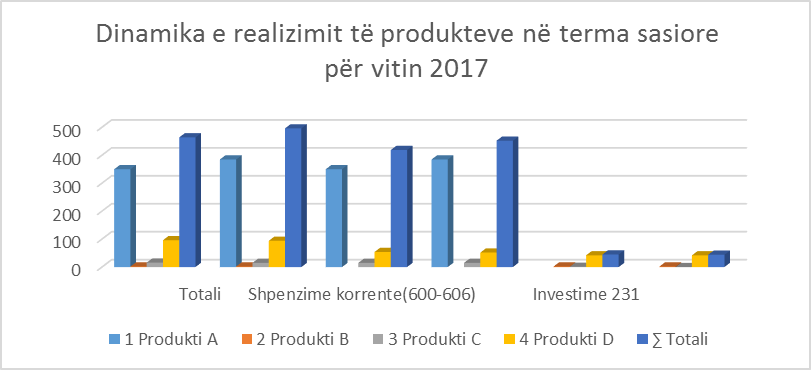 Dinamika e realizimit të produkteve në terma sasiore
për vitin 2017
500
400
300
200
100
0
Totali Shpenzime korrente(600-606) Investime 231
1 Produkti A 2 Produkti B 3 Produkti C 4 Produkti D ∑ Totali